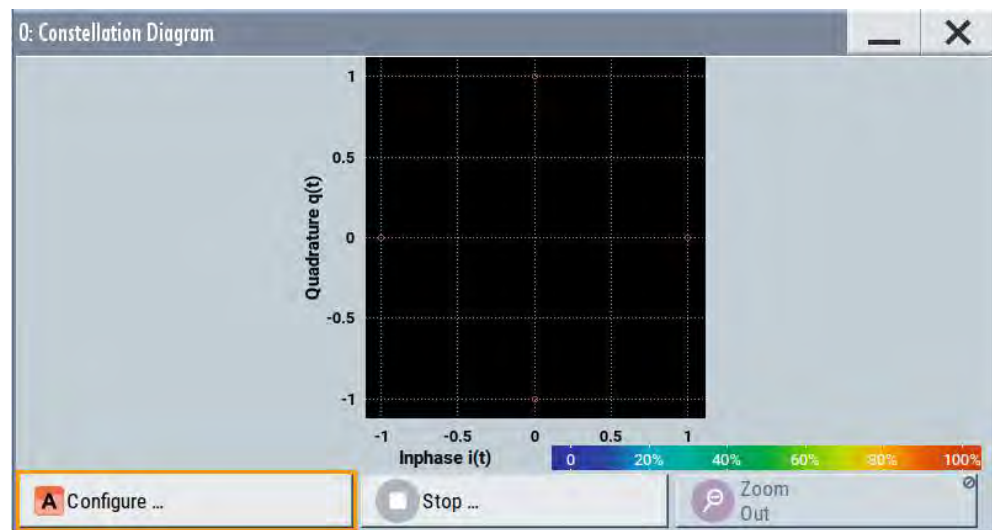 0: Constellation Diagram
1
0.5
0
-0.5
-1
Quadrature q(t)
-1 -0.5 0 0.5 1
Inphase i(t)
0 20% 40% 60% 80% 100%
A Configure ...
Stop ...
Zoom
Out